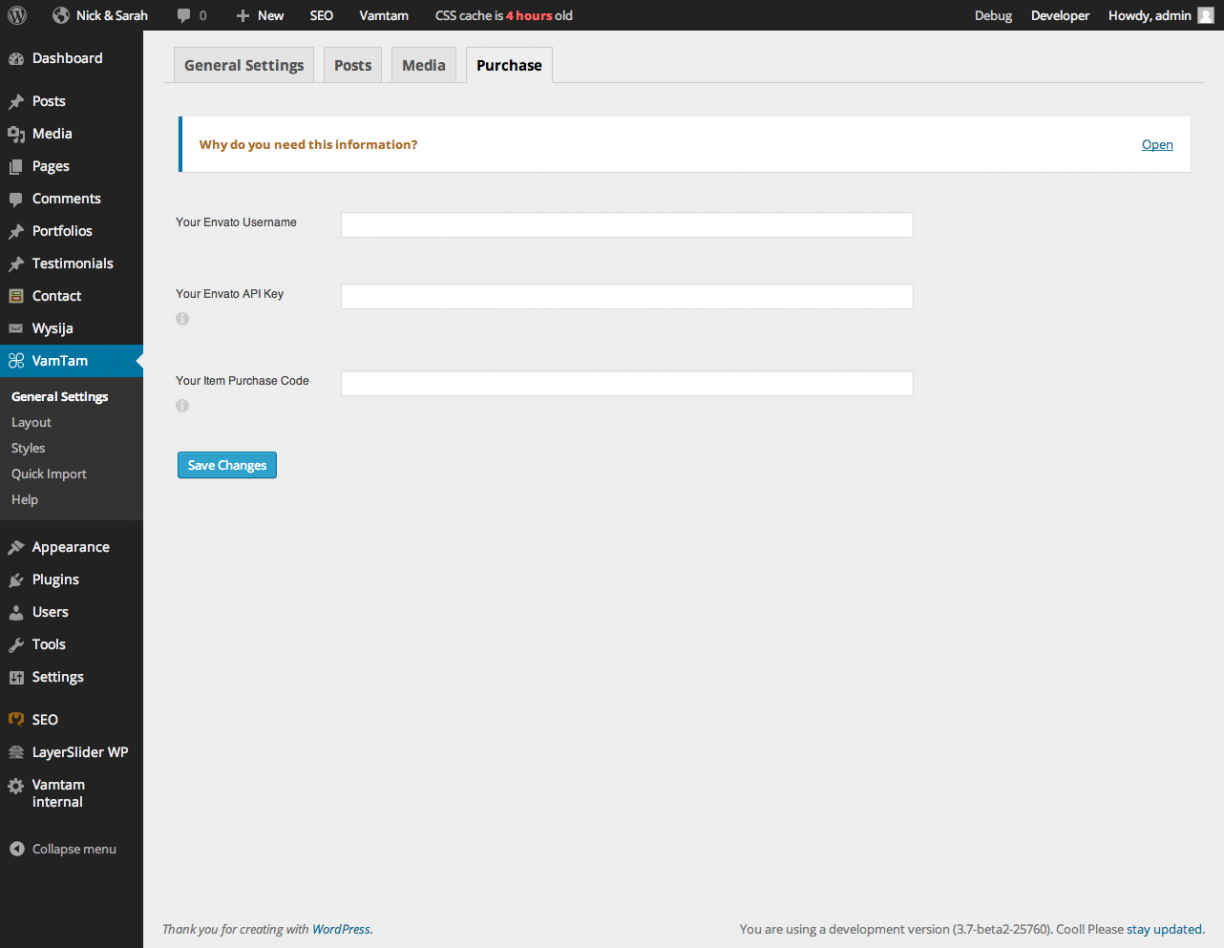 Nick & Sarah 0 New SEO Vamtam CSS cache is 4 hours old Debug Developer Howdy, admin
Dashboard
Posts
Media
Pages
Comments
Portfolios
Testimonials
Contact
Wysija
VamTam
General Settings
Layout
Styles
Quick Import
Help
Appearance
Plugins
Users
Tools
Settings
SEO
LayerSlider WP
Vamtam
internal
Collapse menu
General Settings Posts Media Purchase
Why do you need this information? Open
Your Envato Username
Your Envato API Key
Your Item Purchase Code
Save Changes
Thank you for creating with WordPress. You are using a development version (3.7-beta2-25760). Cool! Please stay updated.